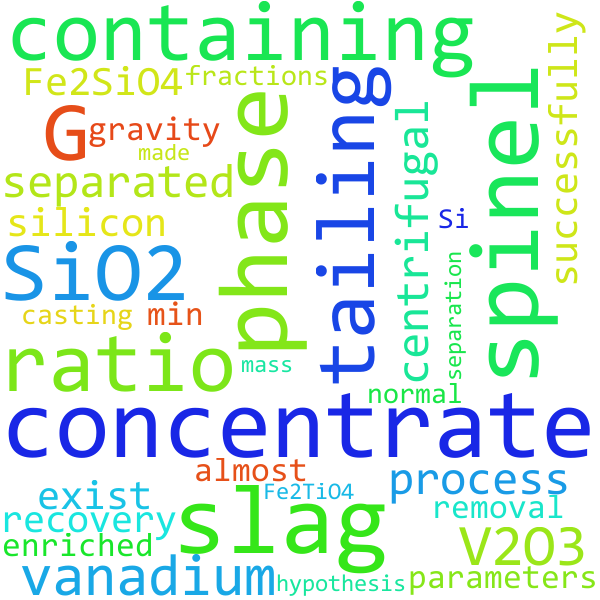 containing
Fe2SiO4
fractions
successfully
G
gravity
made
phase
tailing
spinel
centrifugal
separated
silicon
Si
SiO2
separation
casting
min
ratio
mass
normal
concentrate
almost
process
exist
Fe2TiO4
slag
removal
recovery
enriched
V2O3
vanadium
hypothesis
parameters